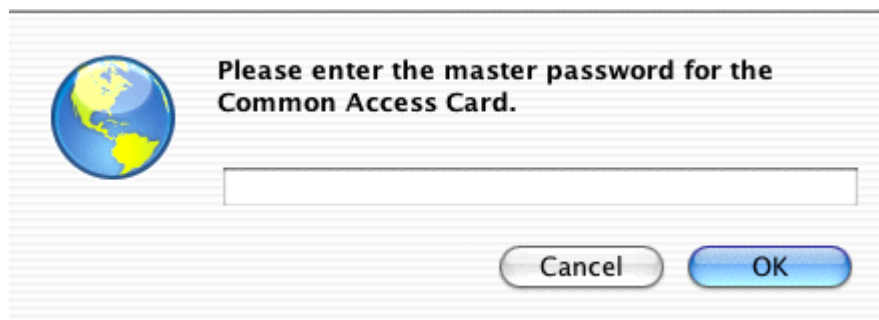 Please enter the master password for the
Common Access Card.
Cancel
OK